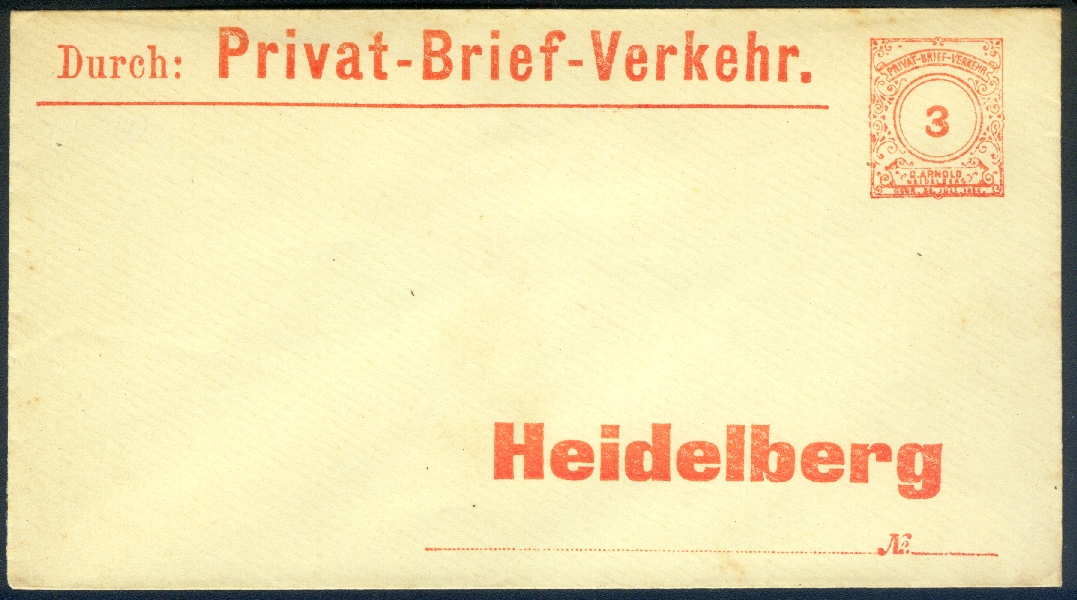 Durch: Privat-Brief-Verkehr.
PRIVAT-BRIEF-VERKEHR
3
C. ARNOLD
HEIDELBERG
Heidelberg
№